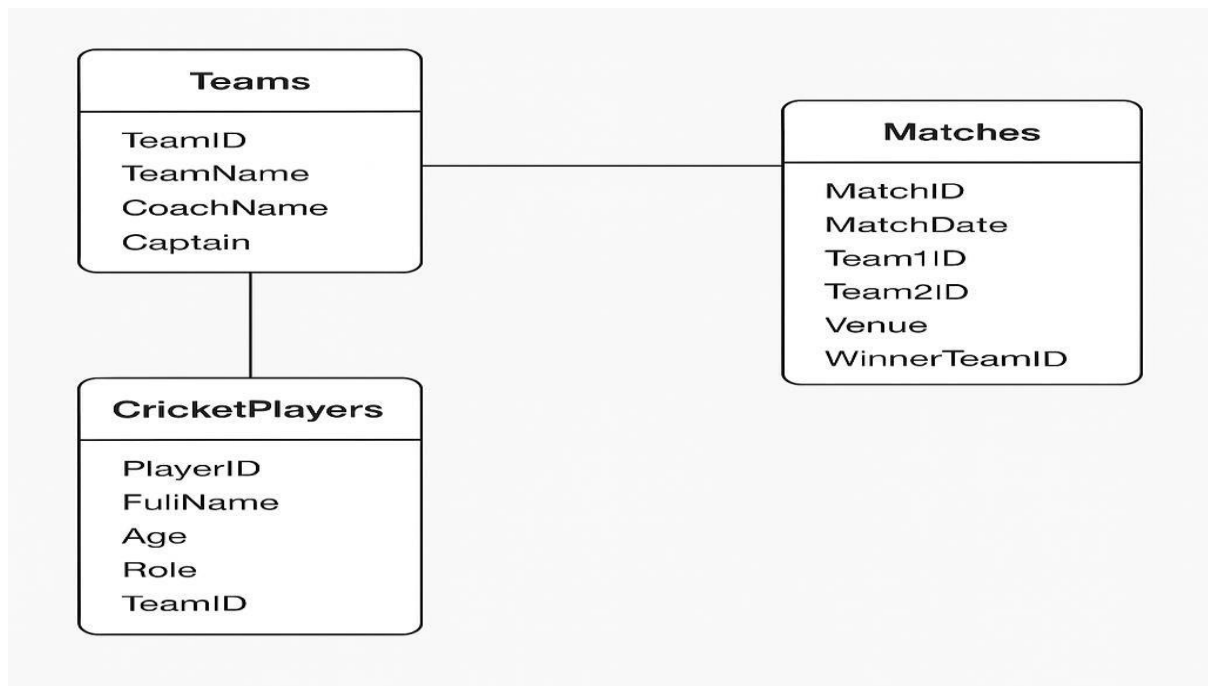 Teams
TeamID
TeamName
CoachName
Captain
Matches
MatchID
MatchDate
Team1ID
Team2ID
Venue
WinnerTeamID
CricketPlayers
PlayerID
FuliName
Age
Role
TeamID